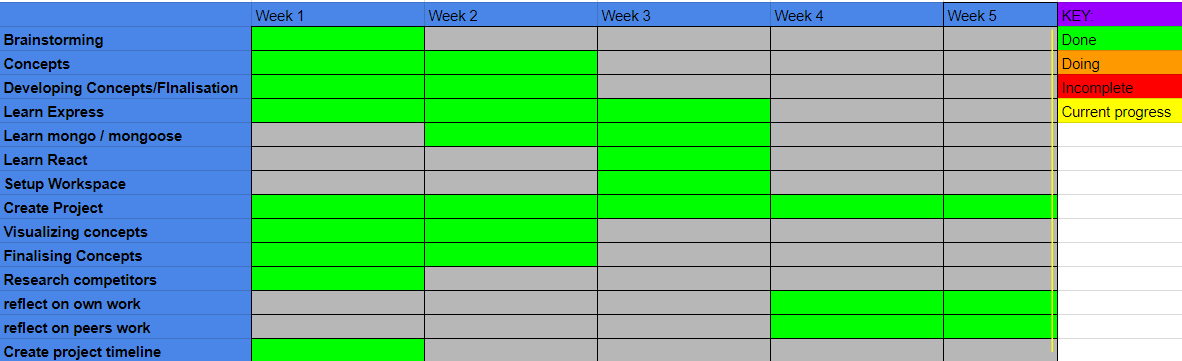 Week 1 Week 2 Week 3 Week 4 Week 5 KEY:
Brainstorming Done
Concepts Doing
Developing Concepts/FInalisation Incomplete
Learn Express Current progress
Learn mongo / mongoose
Learn React
Setup Workspace
Create Project
Visualizing concepts
Finalising Concepts
Research competitors
reflect on own work
reflect on peers work
Create project timeline